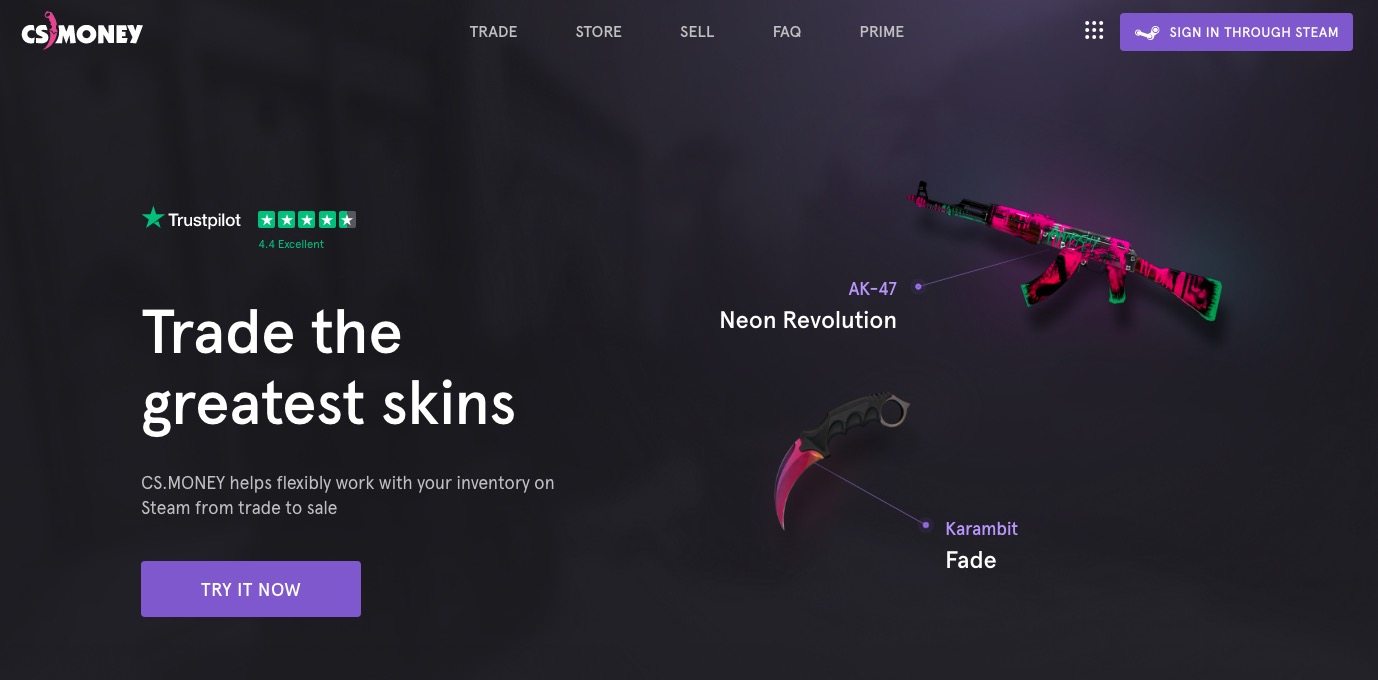 CS MONEY
TRADE
STORE
SELL
FAQ
PRIME
SIGN IN THROUGH STEAM
Trustpilot
4.4 Excellent
Trade the
greatest skins
CS.MONEY helps flexibly work with your inventory on
Steam from trade to sale
TRY IT NOW
AK-47
Neon Revolution
Karambit
Fade